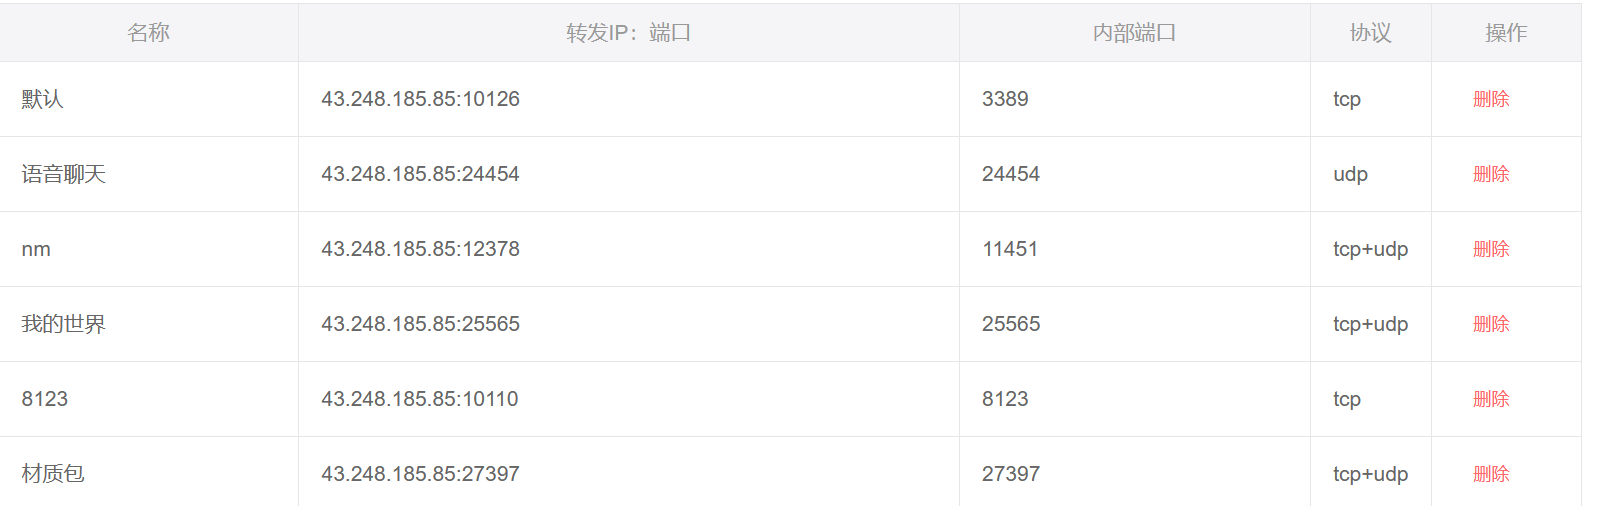 名称 转发IP：端口 内部端口 协议 操作
默认 43.248.185.85:10126 3389 tcp 删除
语音聊天 43.248.185.85:24454 24454 udp 删除
nm 43.248.185.85:12378 11451 tcp+udp 删除
我的世界 43.248.185.85:25565 25565 tcp+udp 删除
8123 43.248.185.85:10110 8123 tcp 删除
材质包 43.248.185.85:27397 27397 tcp+udp 删除